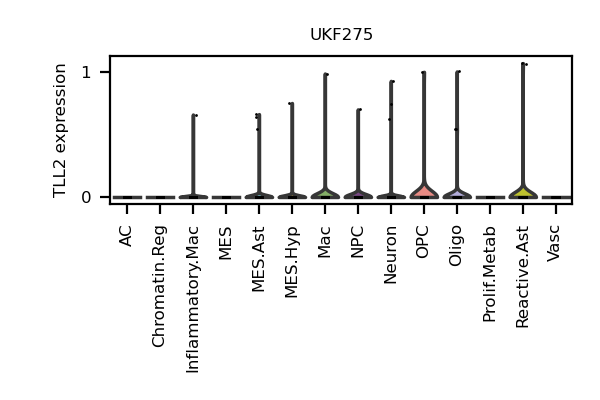 UKF275
TLL2 expression
1
0
AC
Chromatin.Reg
Inflammatory.Mac
MES
MES.Ast
MES.Hyp
Mac
NPC
Neuron
OPC
Oligo
Prolif.Metab
Reactive.Ast
Vasc